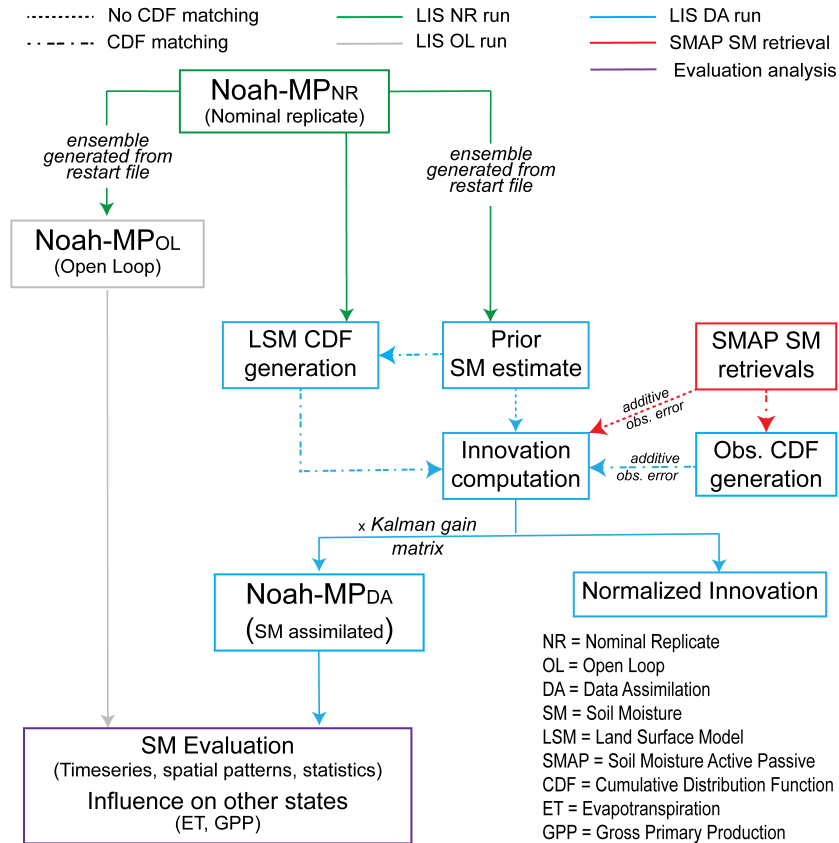 No CDF matching
CDF matching
LIS NR run
LIS OL run
LIS DA run
SMAP SM retrieval
Evaluation analysis
Noah-MPNR
(Nominal replicate)
ensemble
generated from
restart file
ensemble
generated from
restart file
Noah-MPOL
(Open Loop)
LSM CDF
generation
Prior
SM estimate
SMAP SM
retrievals
additive
obs. error
Innovation
computation
additive
obs. error
Obs. CDF
generation
x Kalman gain
matrix
Noah-MPDA
(SM assimilated)
Normalized Innovation
NR = Nominal Replicate
OL = Open Loop
DA = Data Assimilation
SM = Soil Moisture
LSM = Land Surface Model
SMAP = Soil Moisture Active Passive
CDF = Cumulative Distribution Function
ET = Evapotranspiration
GPP = Gross Primary Production
SM Evaluation
(Timeseries, spatial patterns, statistics)
Influence on other states
(ET, GPP)